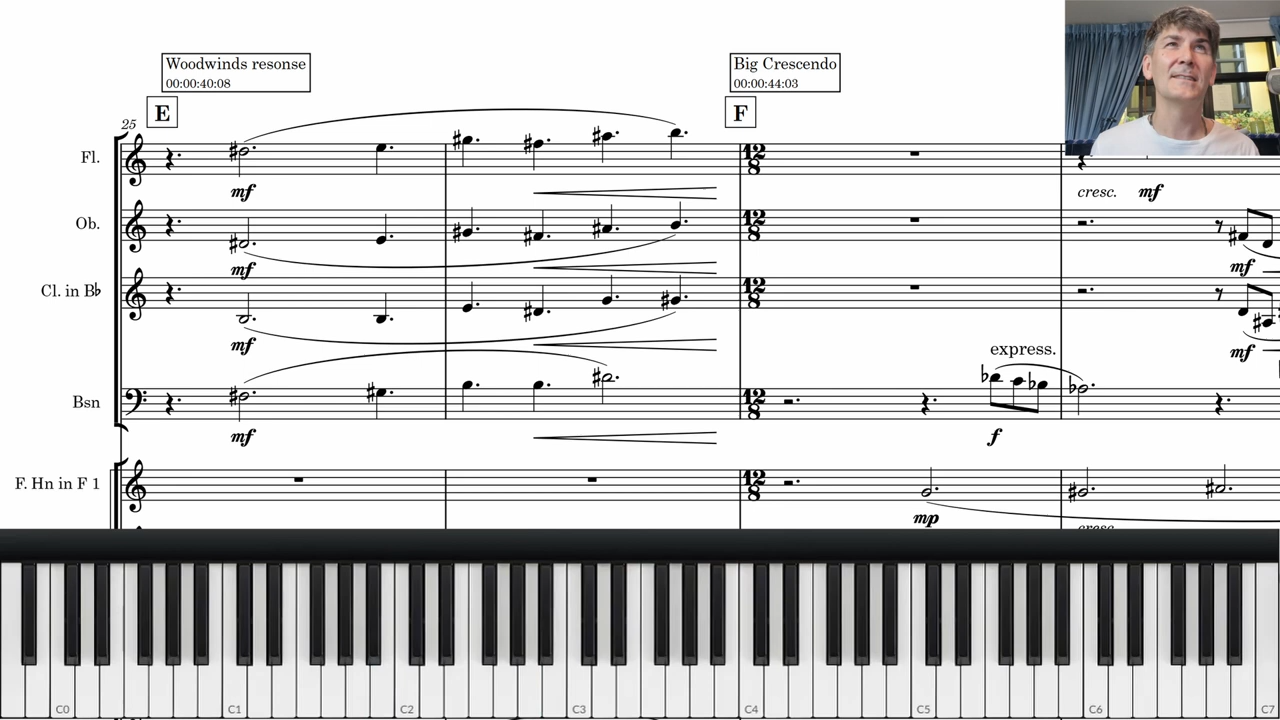 Woodwinds resonse
00:00:40:08
Big Crescendo
00:00:44:03
E
F
25
Fl.
mf
cresc. mf
12
8
Ob.
mf
mf
12
8
Cl. in B♭
mf
mf
12
8
express.
Bsn
mf
f
12
8
F. Hn in F 1
mp
cresc.
12
8
C0 C1 C2 C3 C4 C5 C6 C7